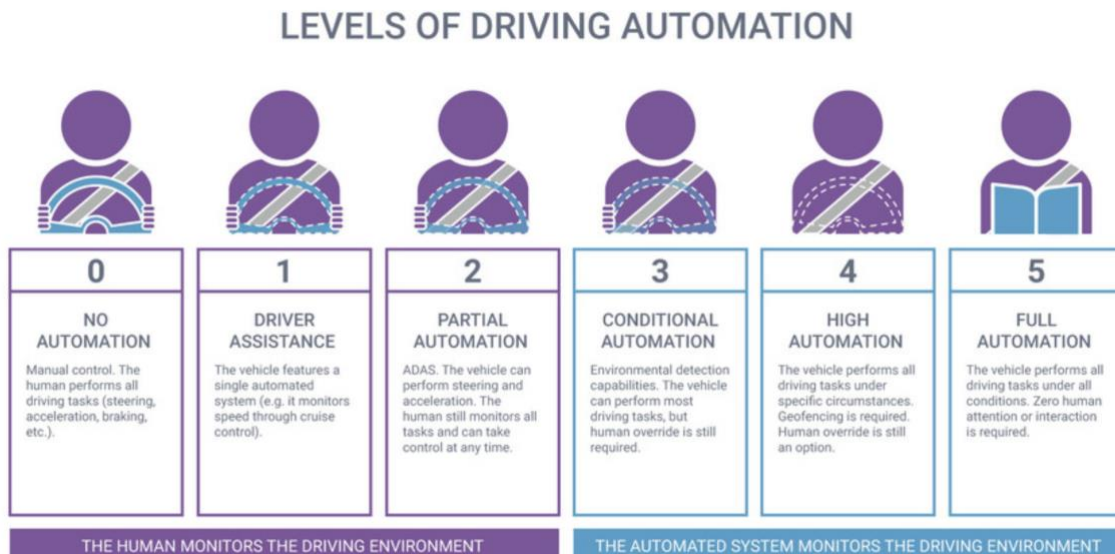 LEVELS OF DRIVING AUTOMATION
0
NO
AUTOMATION
Manual control. The
human performs all
driving tasks (steering,
acceleration, braking,
etc.).
1
DRIVER
ASSISTANCE
The vehicle features a
single automated
system (e.g. it monitors
speed through cruise
control).
2
PARTIAL
AUTOMATION
ADAS. The vehicle can
perform steering and
acceleration. The
human still monitors all
tasks and can take
control at any time.
3
CONDITIONAL
AUTOMATION
Environmental detection
capabilities. The vehicle
can perform most
driving tasks, but
human override is still
required.
4
HIGH
AUTOMATION
The vehicle performs all
driving tasks under
specific circumstances.
Geofencing is required.
Human override is still
an option.
5
FULL
AUTOMATION
The vehicle performs all
driving tasks under all
conditions. Zero human
attention or interaction
is required.
THE HUMAN MONITORS THE DRIVING ENVIRONMENT
THE AUTOMATED SYSTEM MONITORS THE DRIVING ENVIRONMENT